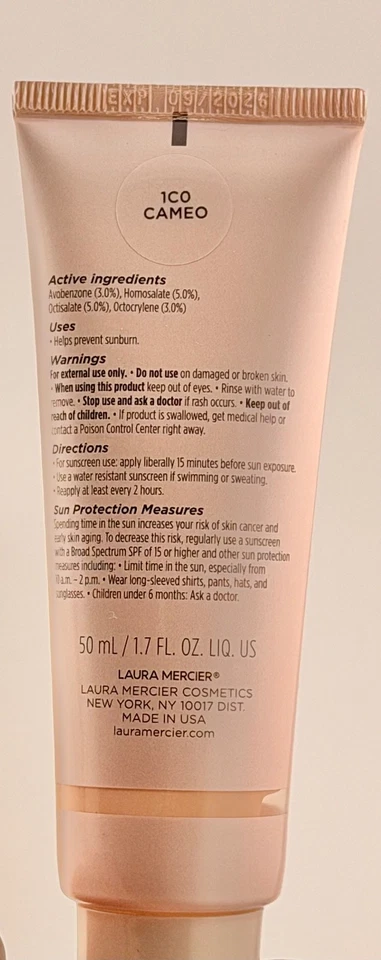 EXP 09/2026
1C0
CAMEO
Active ingredients
Avobenzone (3.0%), Homosalate (5.0%),
Octisalate (5.0%), Octocrylene (3.0%)
Uses
• Helps prevent sunburn.
Warnings
For external use only. • Do not use on damaged or broken skin.
• When using this product keep out of eyes. • Rinse with water to
remove. • Stop use and ask a doctor if rash occurs. • Keep out of
reach of children. • If product is swallowed, get medical help or
contact a Poison Control Center right away.
Directions
• For sunscreen use: apply liberally 15 minutes before sun exposure.
• Use a water resistant sunscreen if swimming or sweating.
• Reapply at least every 2 hours.
Sun Protection Measures
Spending time in the sun increases your risk of skin cancer and
early skin aging. To decrease this risk, regularly use a sunscreen
with a Broad Spectrum SPF of 15 or higher and other sun protection
measures including: • Limit time in the sun, especially from
10 a.m. – 2 p.m. • Wear long-sleeved shirts, pants, hats, and
sunglasses. • Children under 6 months: Ask a doctor.
50 mL / 1.7 FL. OZ. LIQ. US
LAURA MERCIER®
LAURA MERCIER COSMETICS
NEW YORK, NY 10017 DIST.
MADE IN USA
lauramercier.com